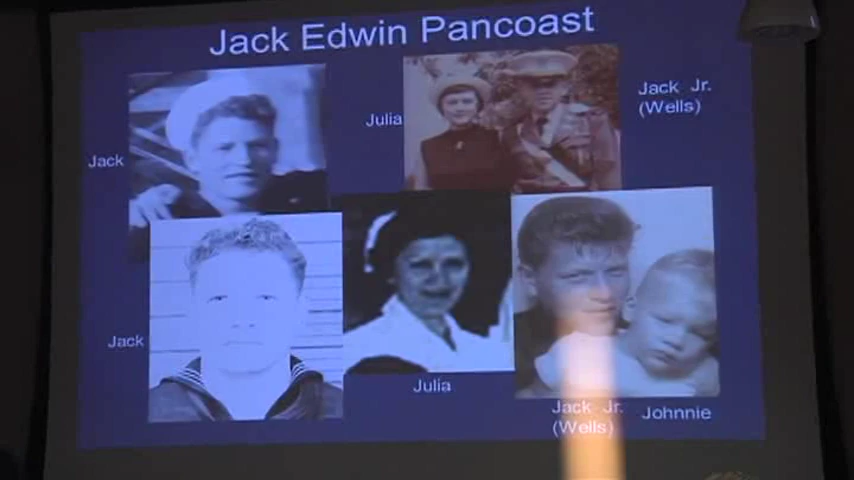 Jack Edwin Pancoast
Jack
Julia
Jack Jr.
(Wells)
Jack
Julia
Jack Jr.
(Wells)
Johnnie